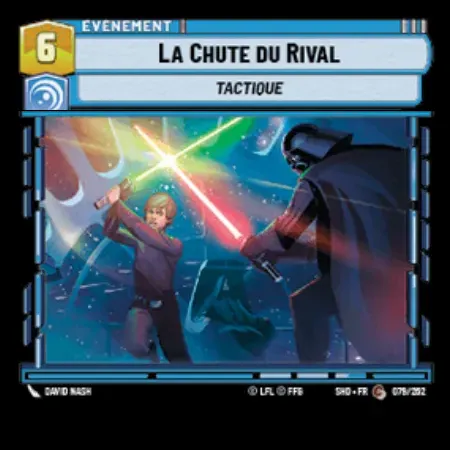 ÉVÉNEMENT
6
LA CHUTE DU RIVAL
TACTIQUE
DAVID NASH
© LFL © FFG
SHD • FR 079/262